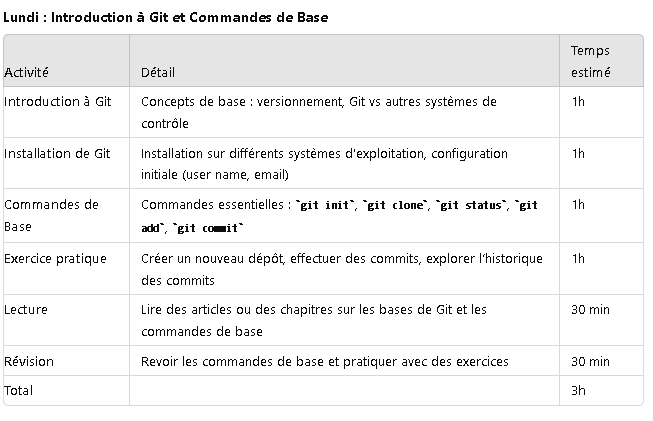 Lundi : Introduction à Git et Commandes de Base
Temps
Activité Détail estimé
Introduction à Git Concepts de base : versionnement, Git vs autres systèmes de 1h
contrôle
Installation de Git Installation sur différents systèmes d'exploitation, configuration 1h
initiale (user name, email)
Commandes de Commandes essentielles : `git init`, `git clone`, `git status`, `git 1h
Base add`, `git commit`
Exercice pratique Créer un nouveau dépôt, effectuer des commits, explorer l'historique 1h
des commits
Lecture Lire des articles ou des chapitres sur les bases de Git et les 30 min
commandes de base
Révision Revoir les commandes de base et pratiquer avec des exercices 30 min
Total 3h